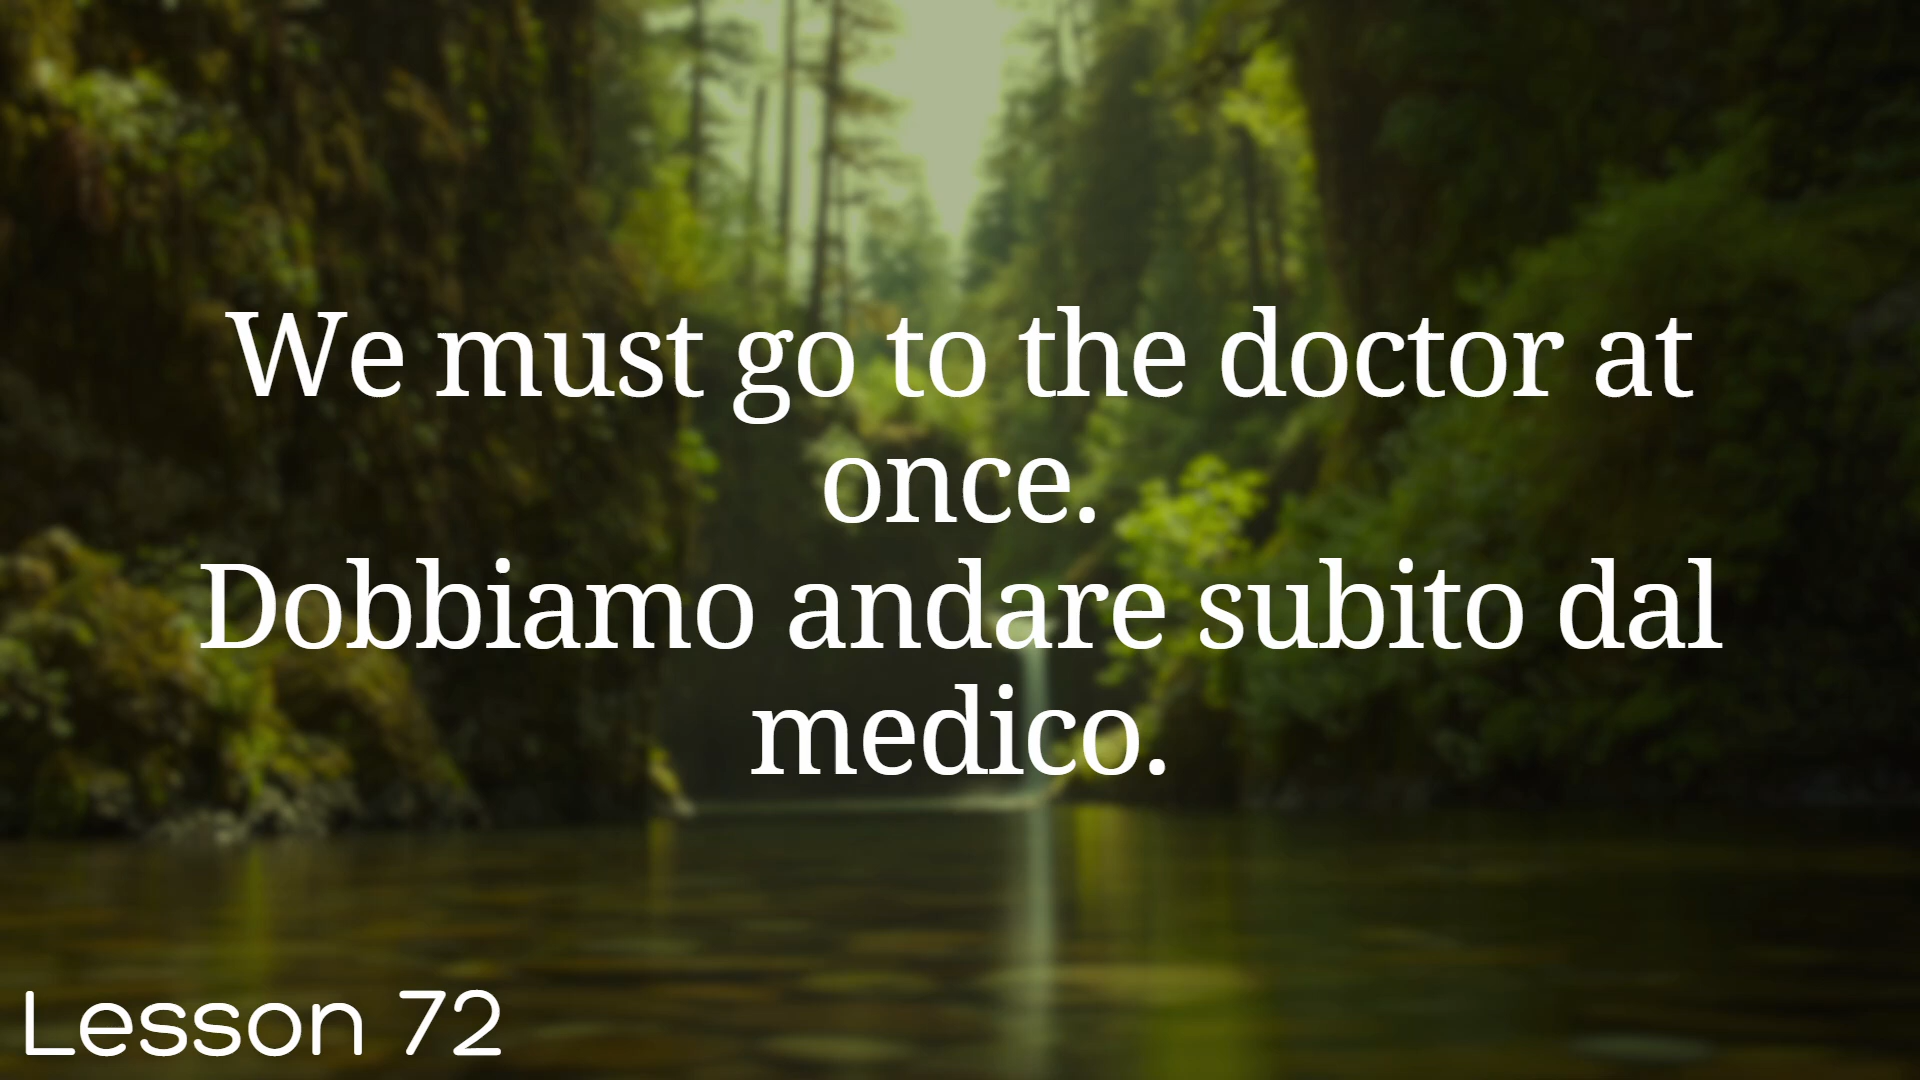 We must go to the doctor at
once.
Dobbiamo andare subito dal
medico.
Lesson 72